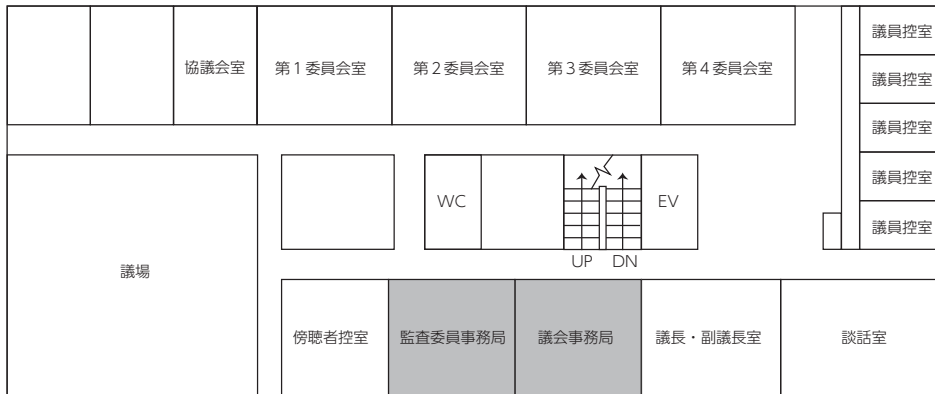 協議会室
第1委員会室
第2委員会室
第3委員会室
第4委員会室
議員控室
議員控室
議員控室
議員控室
議員控室
WC
EV
UP DN
議場
傍聴者控室
監査委員事務局
議会事務局
議長・副議長室
談話室